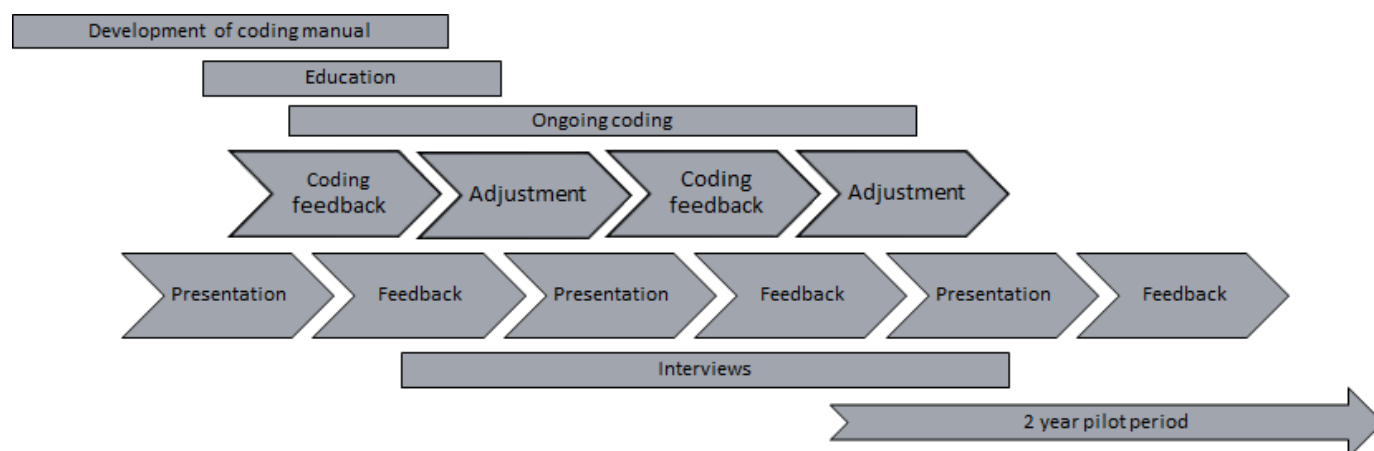 Development of coding manual
Education
Ongoing coding
Coding
feedback
Adjustment
Coding
feedback
Adjustment
Presentation
Feedback
Presentation
Feedback
Presentation
Feedback
Interviews
2 year pilot period